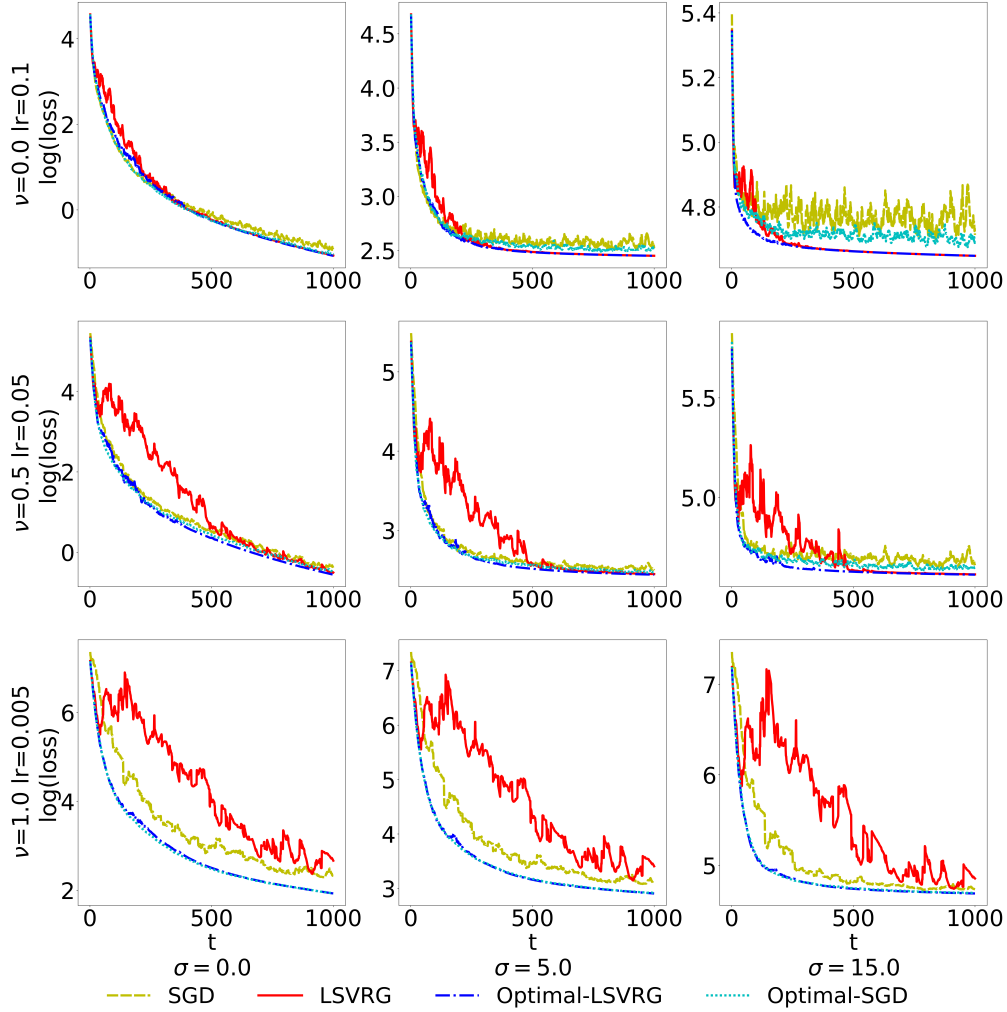 ν=0.0 lr=0.1
log(loss)
4
2
0
0 500 1000
4.5
4.0
3.5
3.0
2.5
0 500 1000
5.4
5.2
5.0
4.8
0 500 1000
ν=0.5 lr=0.05
log(loss)
4
2
0
0 500 1000
5
4
3
0 500 1000
5.5
5.0
0 500 1000
ν=1.0 lr=0.005
log(loss)
6
4
2
0 500 1000
t
σ = 0.0
7
6
5
4
3
0 500 1000
t
σ = 5.0
7
6
5
0 500 1000
t
σ = 15.0
SGD LSVRG Optimal-LSVRG Optimal-SGD